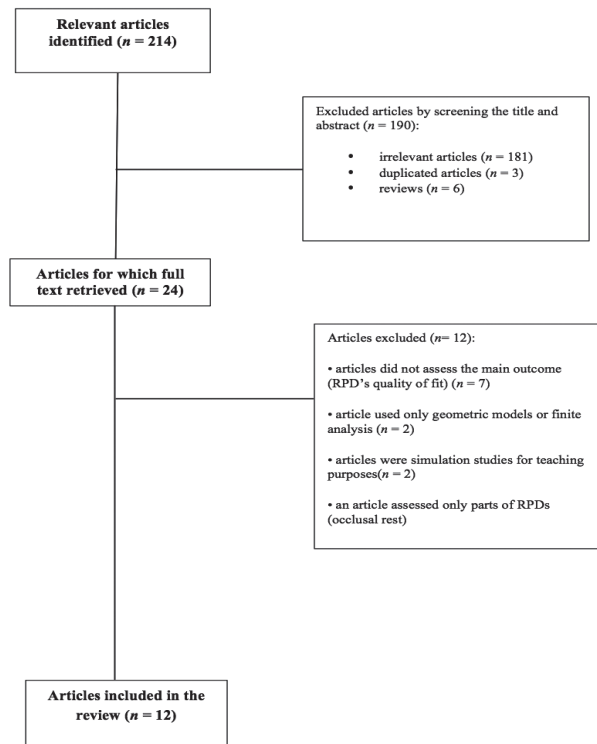 Relevant articles
identified (n = 214)
Excluded articles by screening the title and
abstract (n = 190):
• irrelevant articles (n = 181)
• duplicated articles (n = 3)
• reviews (n = 6)
Articles for which full
text retrieved (n = 24)
Articles excluded (n= 12):
• articles did not assess the main outcome
(RPD’s quality of fit) (n = 7)
• article used only geometric models or finite
analysis (n = 2)
• articles were simulation studies for teaching
purposes(n = 2)
• an article assessed only parts of RPDs
(occlusal rest)
Articles included in the
review (n = 12)